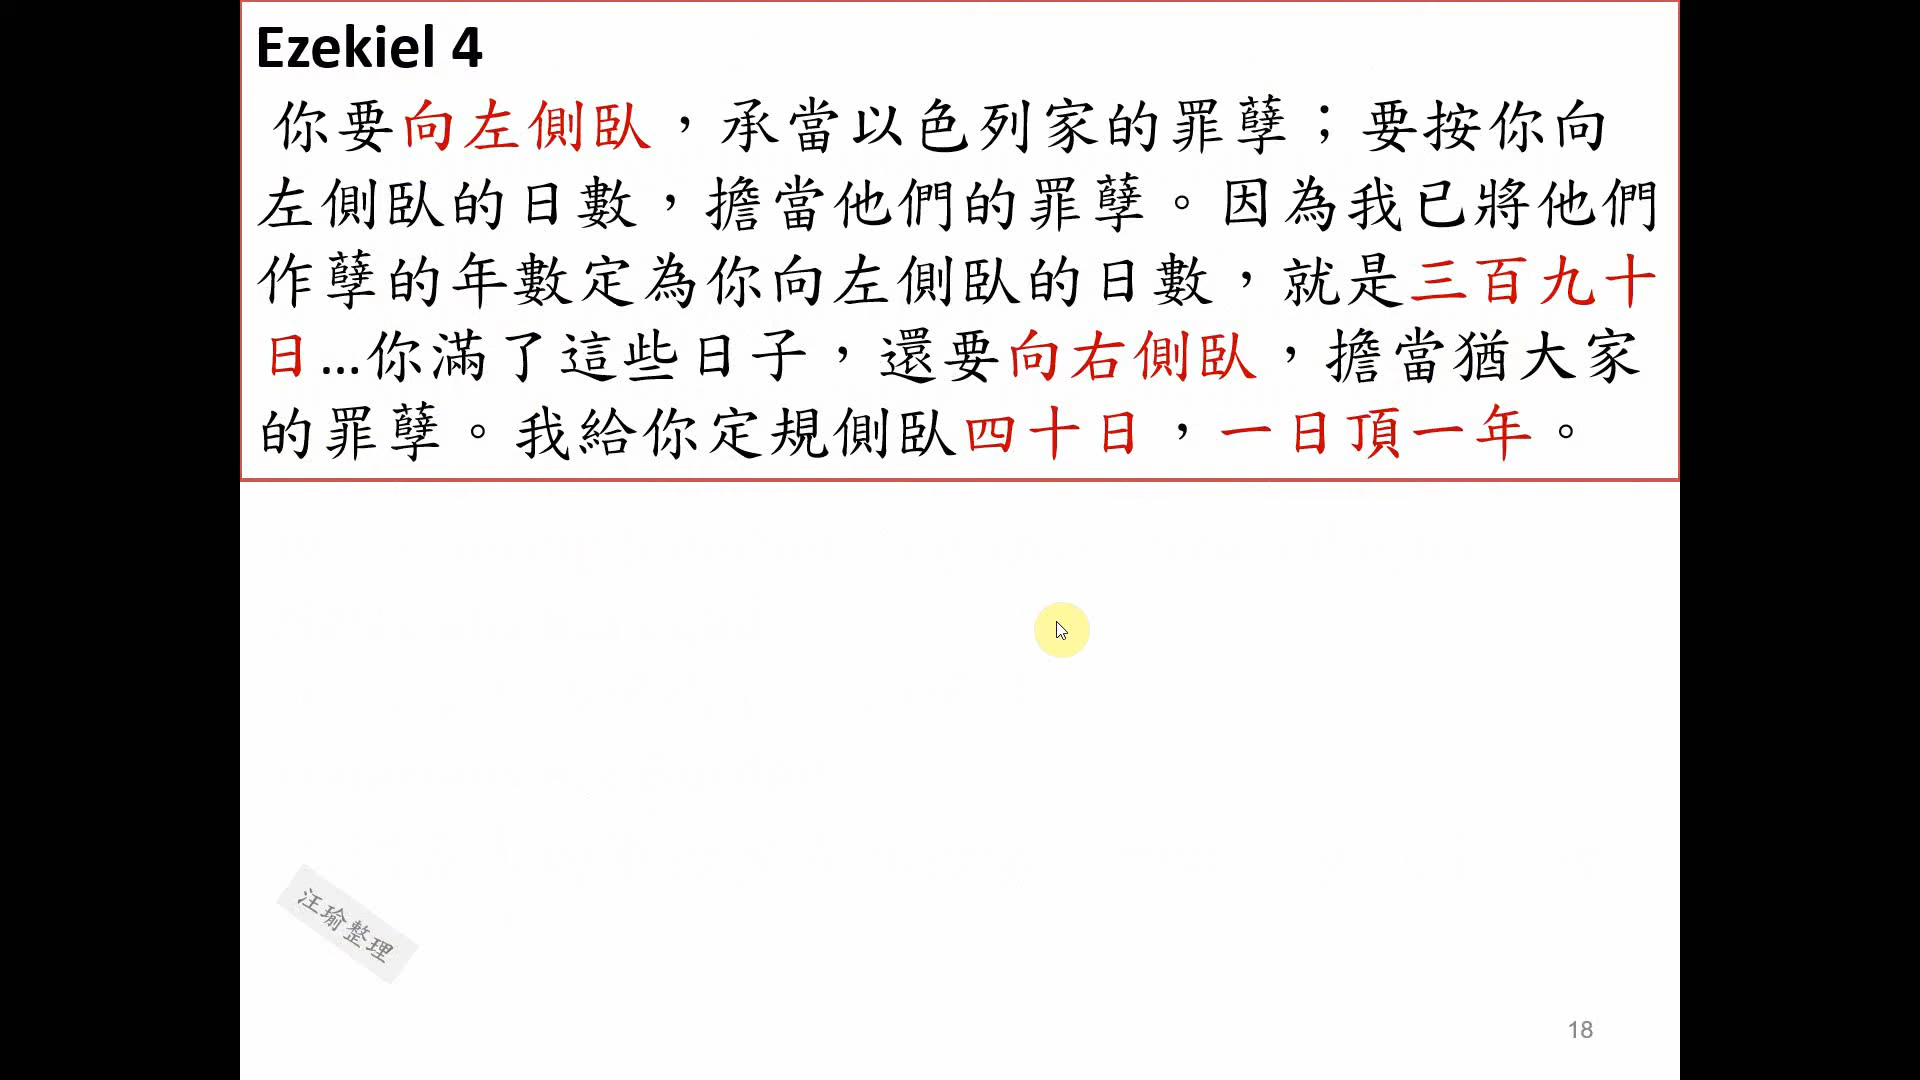 Ezekiel 4
你要向左側臥，承當以色列家的罪孽；要按你向
左側臥的日數，擔當他們的罪孽。因為我已將他們
作孽的年數定為你向左側臥的日數，就是三百九十
日…你滿了這些日子，還要向右側臥，擔當猶大家
的罪孽。我給你定規側臥四十日，一日頂一年。
汪瑜整理
18